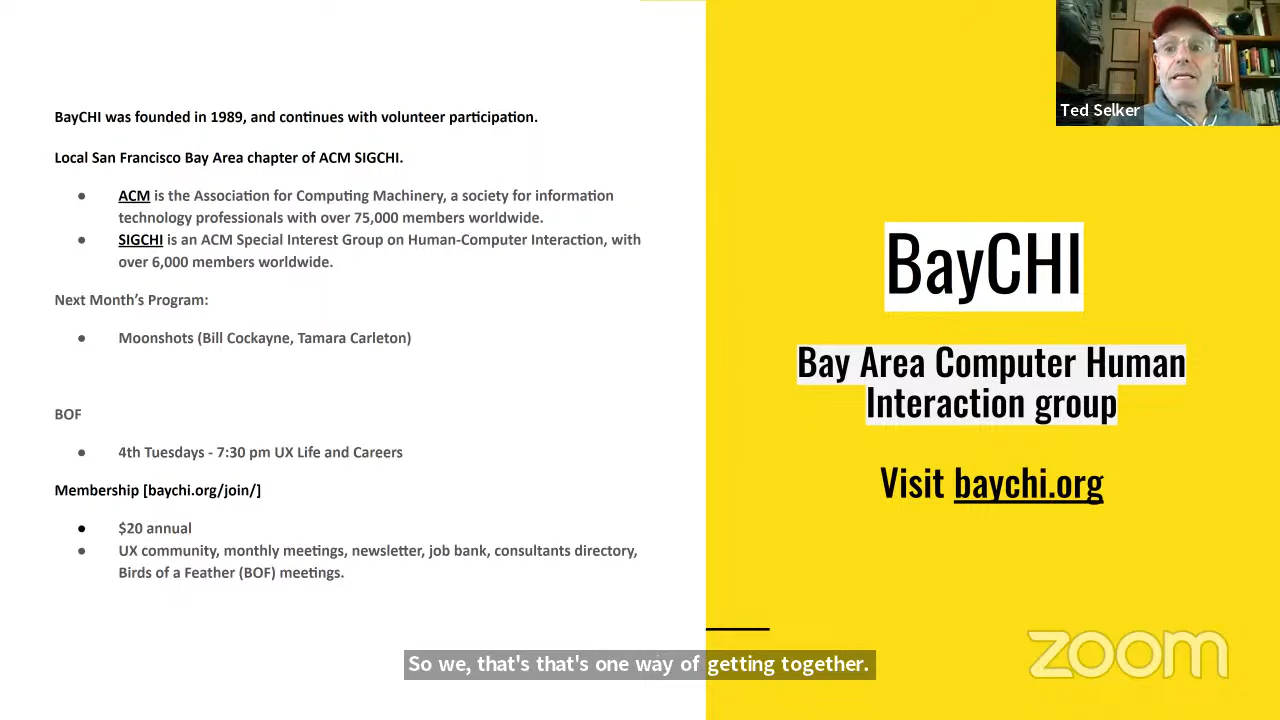 BayCHI was founded in 1989, and continues with volunteer participation.
Local San Francisco Bay Area chapter of ACM SIGCHI.
● ACM is the Association for Computing Machinery, a society for information
technology professionals with over 75,000 members worldwide.
● SIGCHI is an ACM Special Interest Group on Human-Computer Interaction, with
over 6,000 members worldwide.
Next Month's Program:
● Moonshots (Bill Cockayne, Tamara Carleton)
BOF
● 4th Tuesdays - 7:30 pm UX Life and Careers
Membership [baychi.org/join/]
● $20 annual
● UX community, monthly meetings, newsletter, job bank, consultants directory,
Birds of a Feather (BOF) meetings.
Ted Selker
BayCHI
Bay Area Computer Human
Interaction group
Visit baychi.org
zoom
So we, that's that's one way of getting together.